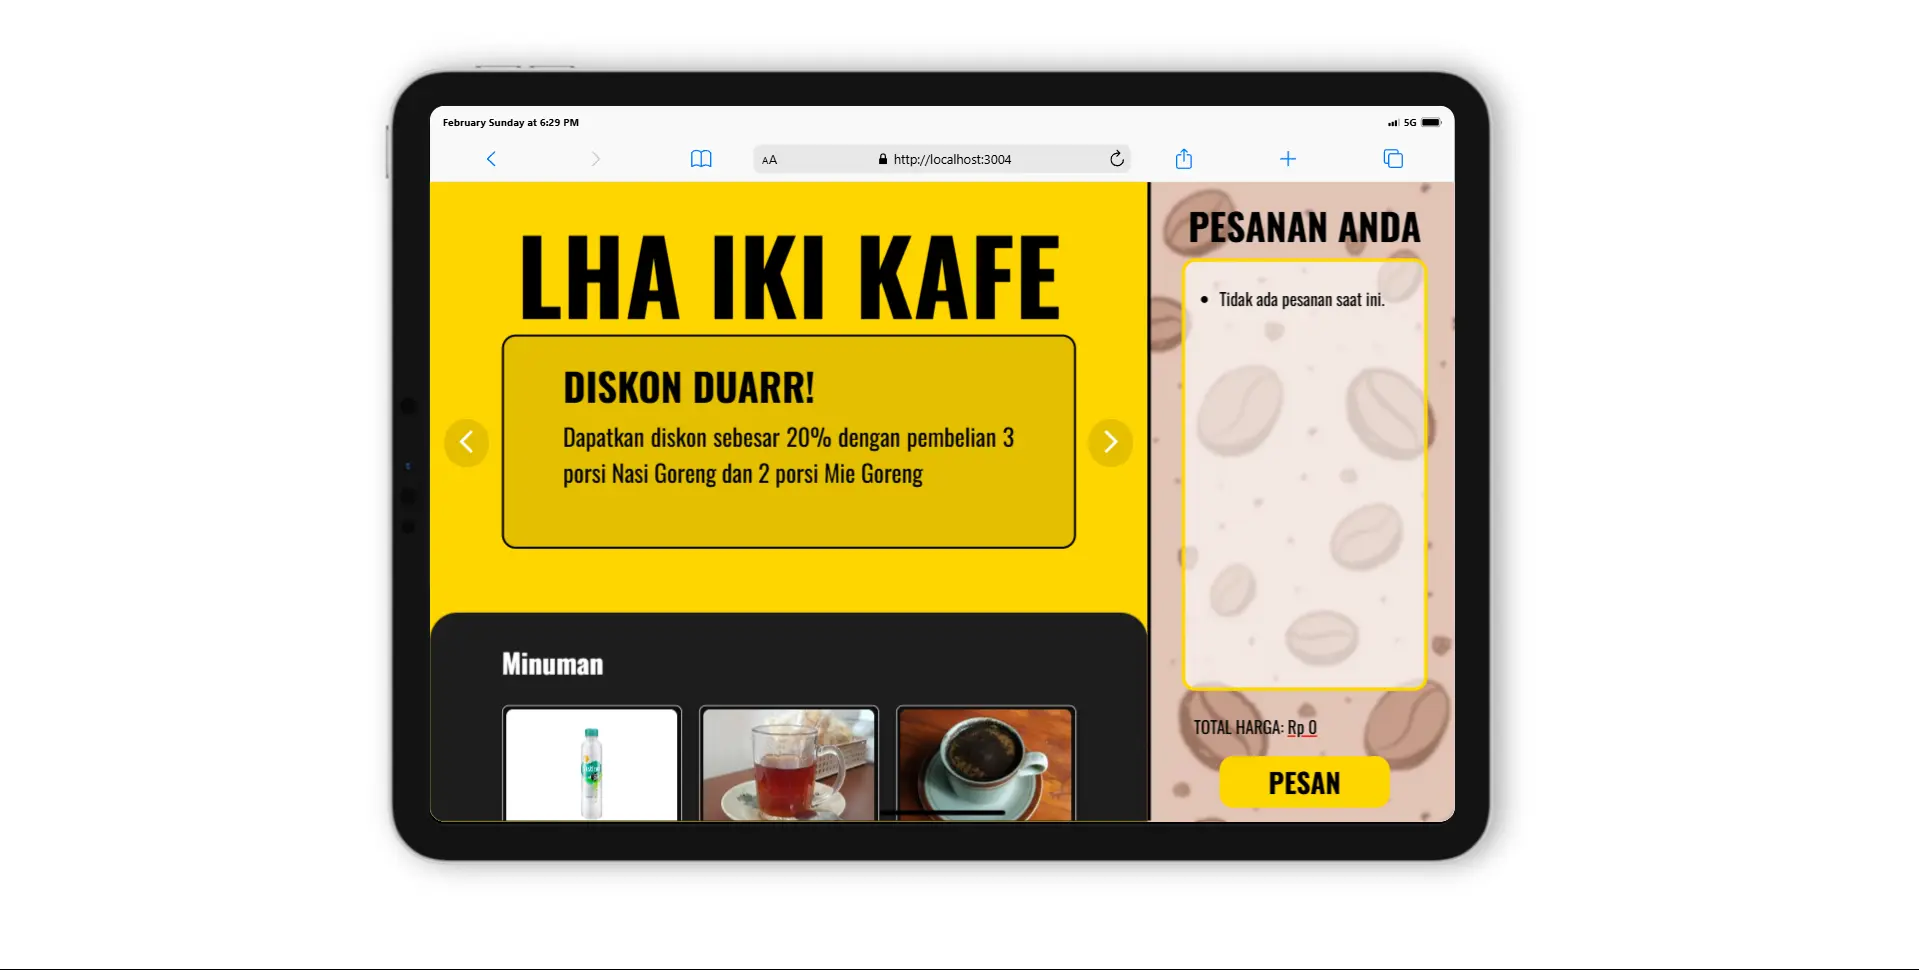 February Sunday at 6:29 PM
5G
AA
http://localhost:3004
LHA IKI KAFE
DISKON DUARR!
Dapatkan diskon sebesar 20% dengan pembelian 3
porsi Nasi Goreng dan 2 porsi Mie Goreng
Minuman
PESANAN ANDA
Tidak ada pesanan saat ini.
TOTAL HARGA: Rp 0
PESAN